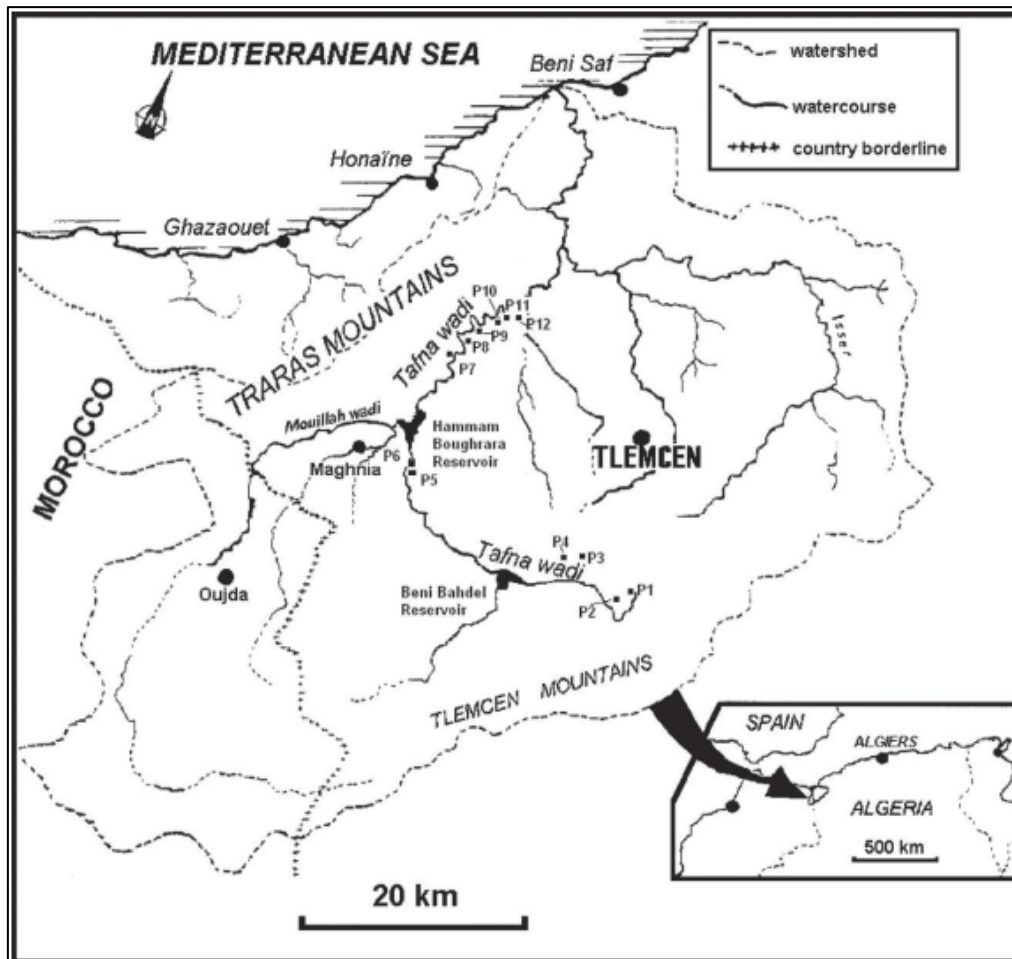 MEDITERRANEAN SEA
Beni Saf
watershed
watercourse
country borderline
Honaïne
Ghazaouet
TRARAS MOUNTAINS
Tafna wadi
P10
P11
P12
P9
P8
P7
Isser
MOROCCO
Mouillah wadi
Hammam
Boughrara
Reservoir
P6
Maghnia
P5
TLEMCEN
Oujda
Tafna wadi
P4
P3
Beni Bahdel
Reservoir
P2
P1
TLEMCEN MOUNTAINS
SPAIN
ALGIERS
ALGERIA
500 km
20 km